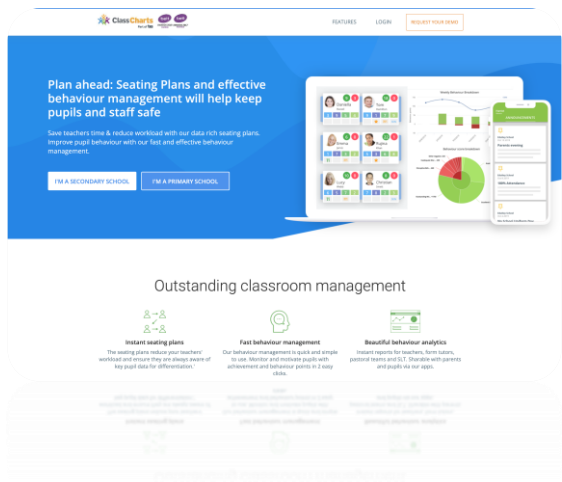 ClassCharts
FEATURES
LOGIN
REQUEST YOUR DEMO
Plan ahead: Seating Plans and effective
behaviour management will help keep
pupils and staff safe
Save teachers time & reduce workload with our data rich seating plans.
Improve pupil behaviour with our fast and effective behaviour
management.
I'M A SECONDARY SCHOOL
I'M A PRIMARY SCHOOL
Outstanding classroom management
Instant seating plans
The seating plans reduce your teachers'
workload and ensure they are always aware of
key pupil data for differentiation.'
Fast behaviour management
Our behaviour management is quick and simple
to use. Monitor and motivate pupils with
achievement and behaviour points in 2 easy
clicks.
Beautiful behaviour analytics
Instant reports for teachers, form tutors,
pastoral teams and SLT. Sharable with parents
and pupils via our apps.